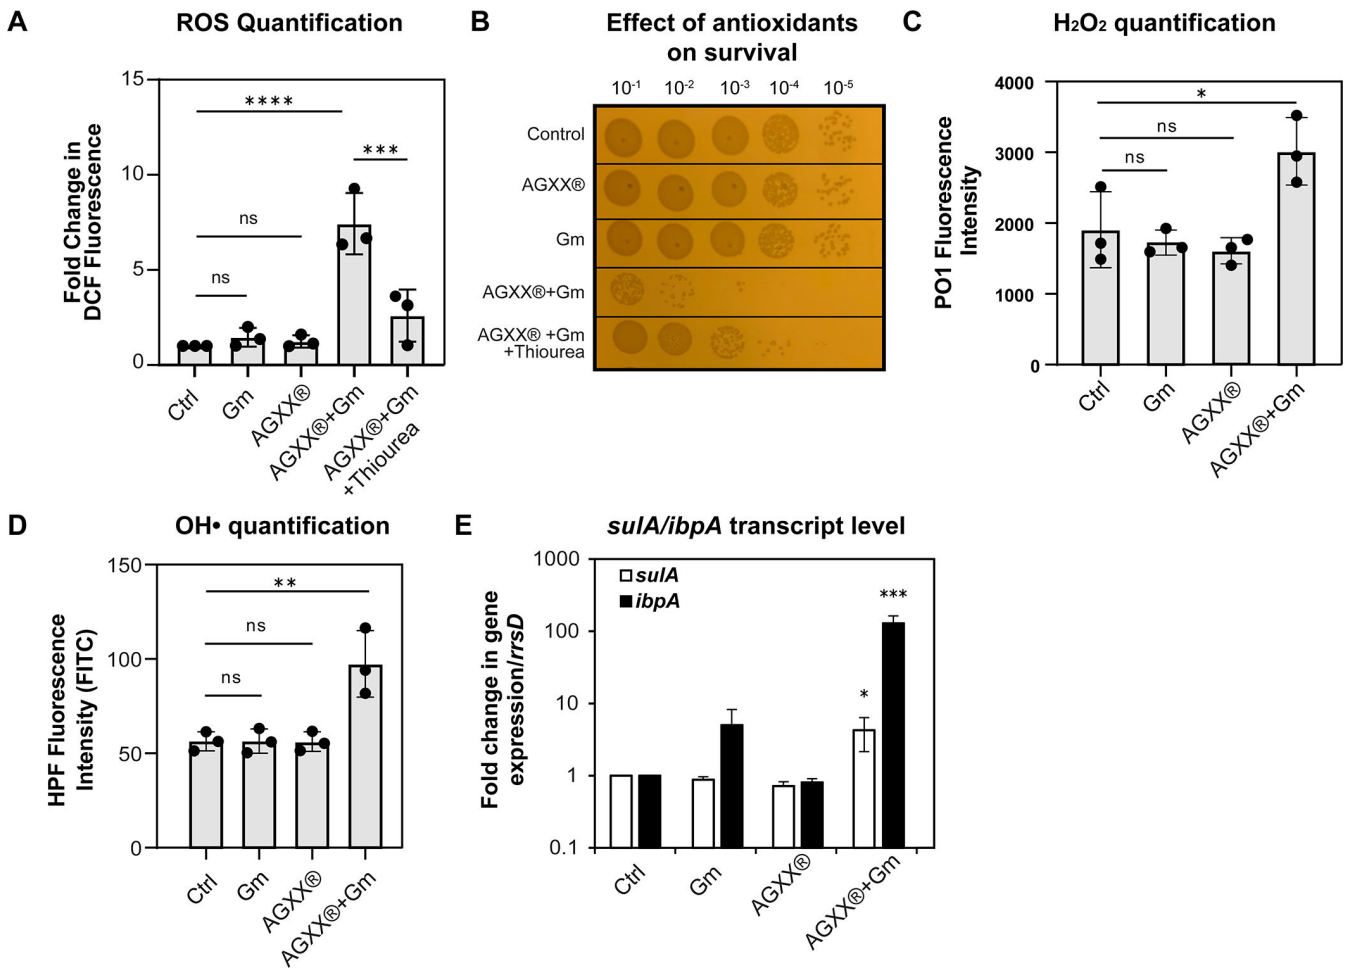 A
ROS Quantification
Fold Change in
DCF Fluorescence
15
10
5
0
****
***
ns
ns
Ctrl
Gm
AGXX®
AGXX®+Gm
AGXX®+Gm
+Thiourea
B
Effect of antioxidants
on survival
10-1 10-2 10-3 10-4 10-5
Control
AGXX®
Gm
AGXX®+Gm
AGXX® +Gm
+Thiourea
C
H2O2 quantification
PO1 Fluorescence
Intensity
4000
3000
2000
1000
0
*
ns
ns
Ctrl
Gm
AGXX®
AGXX®+Gm
D
OH• quantification
HPF Fluorescence
Intensity (FITC)
150
100
50
0
**
ns
ns
Ctrl
Gm
AGXX®
AGXX®+Gm
E
sulA/ibpA transcript level
Fold change in gene
expression/rrsD
1000
100
10
1
0.1
sulA
ibpA
*
***
Ctrl
Gm
AGXX®
AGXX®+Gm